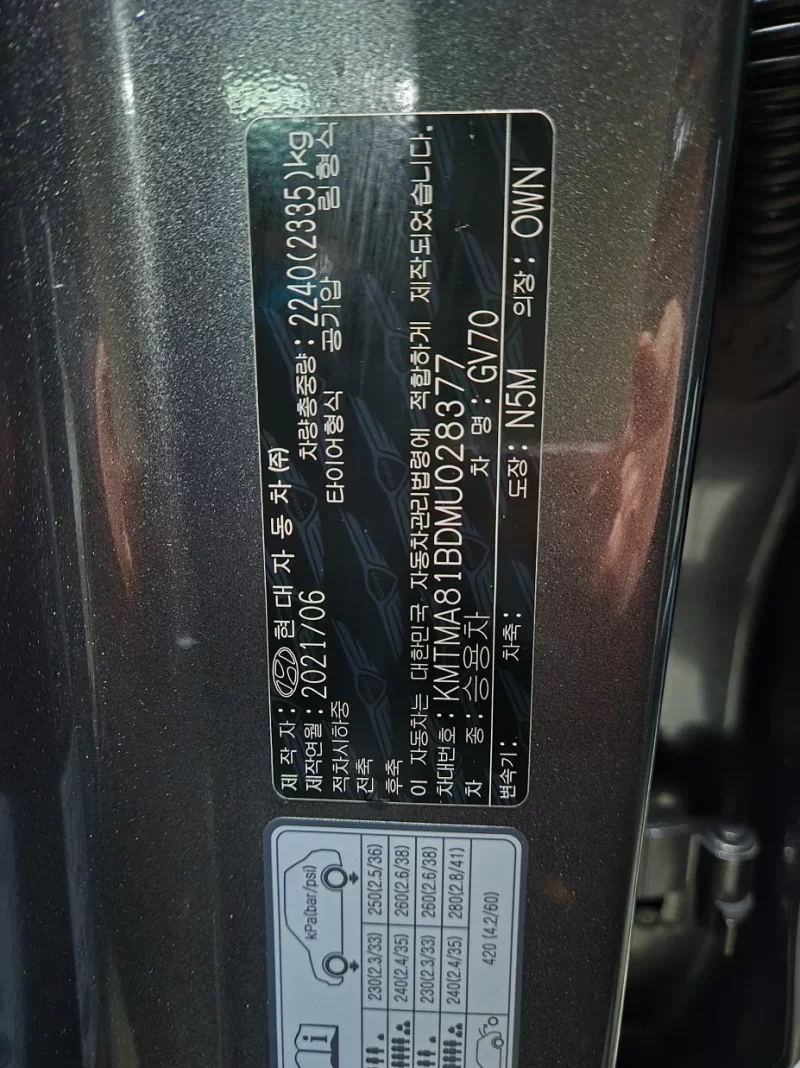 제 작 자 : 현 대 자 동 차 (주)
제작연월 : 2021/06 차량총중량 : 2240(2335)kg
적차시하중 타이어형식 공기압 림형식
전축
후축
이 자동차는 대한민국 자동차관리법령에 적합하게 제작되었습니다.
차대번호 : KMTMA81BDMU028377
차 종 : 승용차 차 명 : GV70
변속기 : 차축 : 도장 : N5M 의장 : OWN
kPa(bar/psi)
230(2.3/33) 250(2.5/36)
240(2.4/35) 260(2.6/38)
230(2.3/33) 260(2.6/38)
240(2.4/35) 280(2.8/41)
420 (4.2/60)